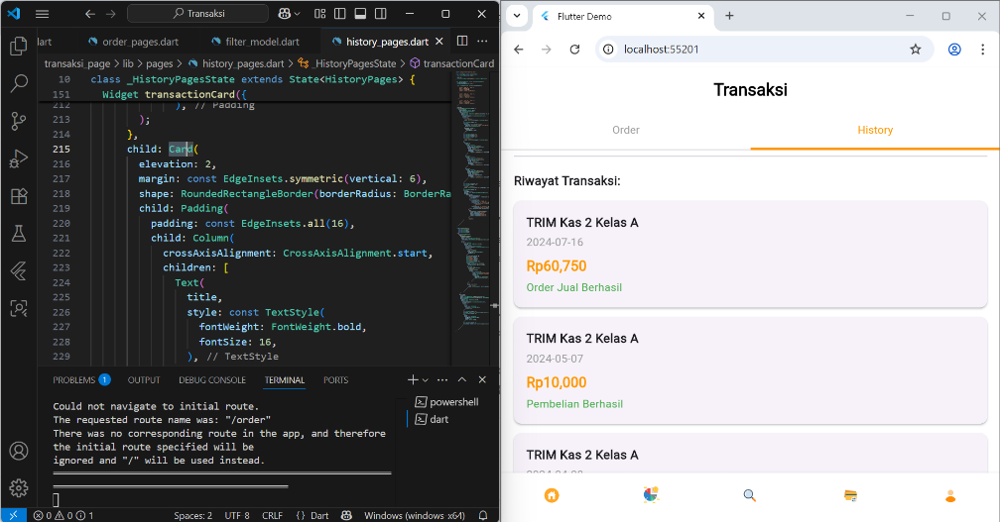 Transaksi
lart
order_pages.dart
filter_model.dart
history_pages.dart
transaksi_page > lib > pages > history_pages.dart > _HistoryPagesState > transactionCard
10 class _HistoryPagesState extends State<HistoryPages> {
151 Widget transactionCard({
212 ), // Padding
213 );
214 },
215 child: Card(
216 elevation: 2,
217 margin: const EdgeInsets.symmetric(vertical: 6),
218 shape: RoundedRectangleBorder(borderRadius: BorderRa
219 child: Padding(
220 padding: const EdgeInsets.all(16),
221 child: Column(
222 crossAxisAlignment: CrossAxisAlignment.start,
223 children: [
224 Text(
225 title,
226 style: const TextStyle(
227 fontWeight: FontWeight.bold,
228 fontSize: 16,
229 ), // TextStyle
PROBLEMS 1 OUTPUT DEBUG CONSOLE TERMINAL PORTS
Could not navigate to initial route.
The requested route name was: "/order"
There was no corresponding route in the app, and therefore
the initial route specified will be
ignored and "/" will be used instead.
powershell
dart
0 0 1 Spaces: 2 UTF-8 CRLF {} Dart Windows (windows-x64)
Flutter Demo
localhost:55201
Transaksi
Order
History
Riwayat Transaksi:
TRIM Kas 2 Kelas A
2024-07-16
Rp60,750
Order Jual Berhasil
TRIM Kas 2 Kelas A
2024-05-07
Rp10,000
Pembelian Berhasil
TRIM Kas 2 Kelas A